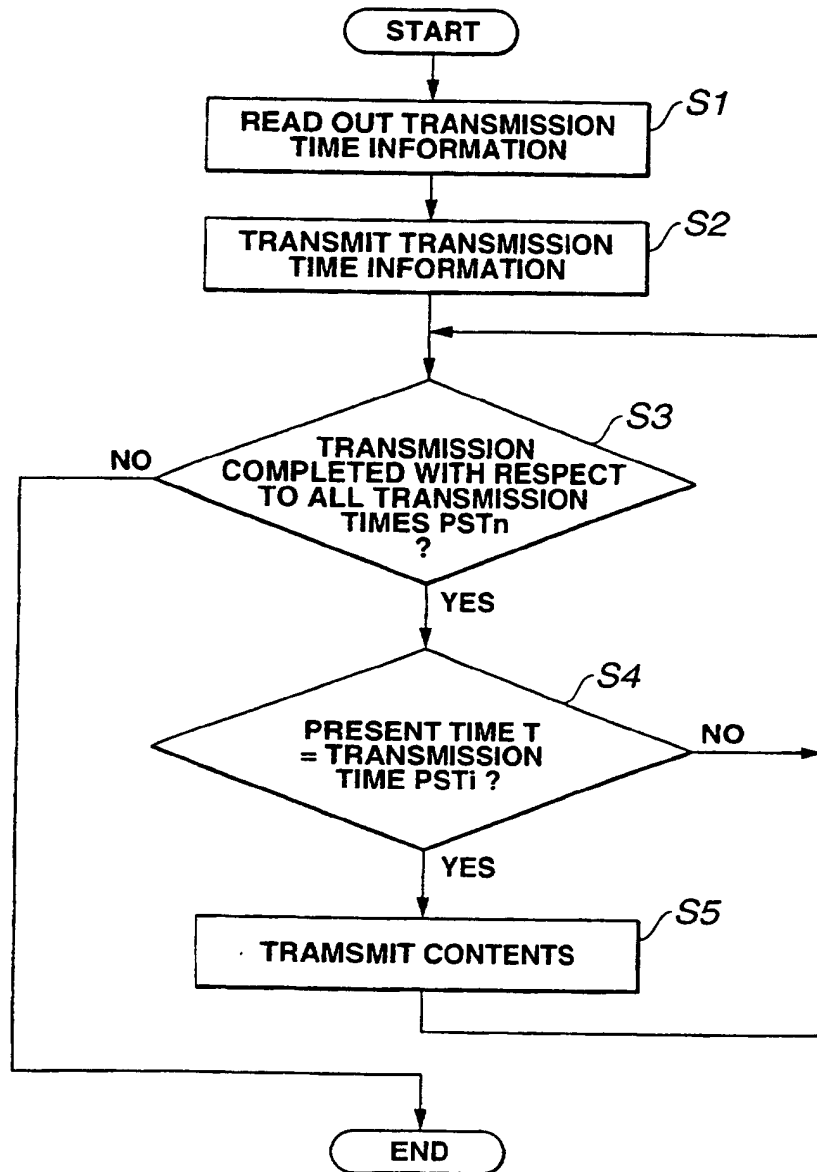 START
S1
READ OUT TRANSMISSION
TIME INFORMATION
S2
TRANSMIT TRANSMISSION
TIME INFORMATION
S3
NO
TRANSMISSION
COMPLETED WITH RESPECT
TO ALL TRANSMISSION
TIMES PSTn
?
YES
S4
PRESENT TIME T
= TRANSMISSION
TIME PSTi ?
NO
YES
S5
TRAMSMIT CONTENTS
END